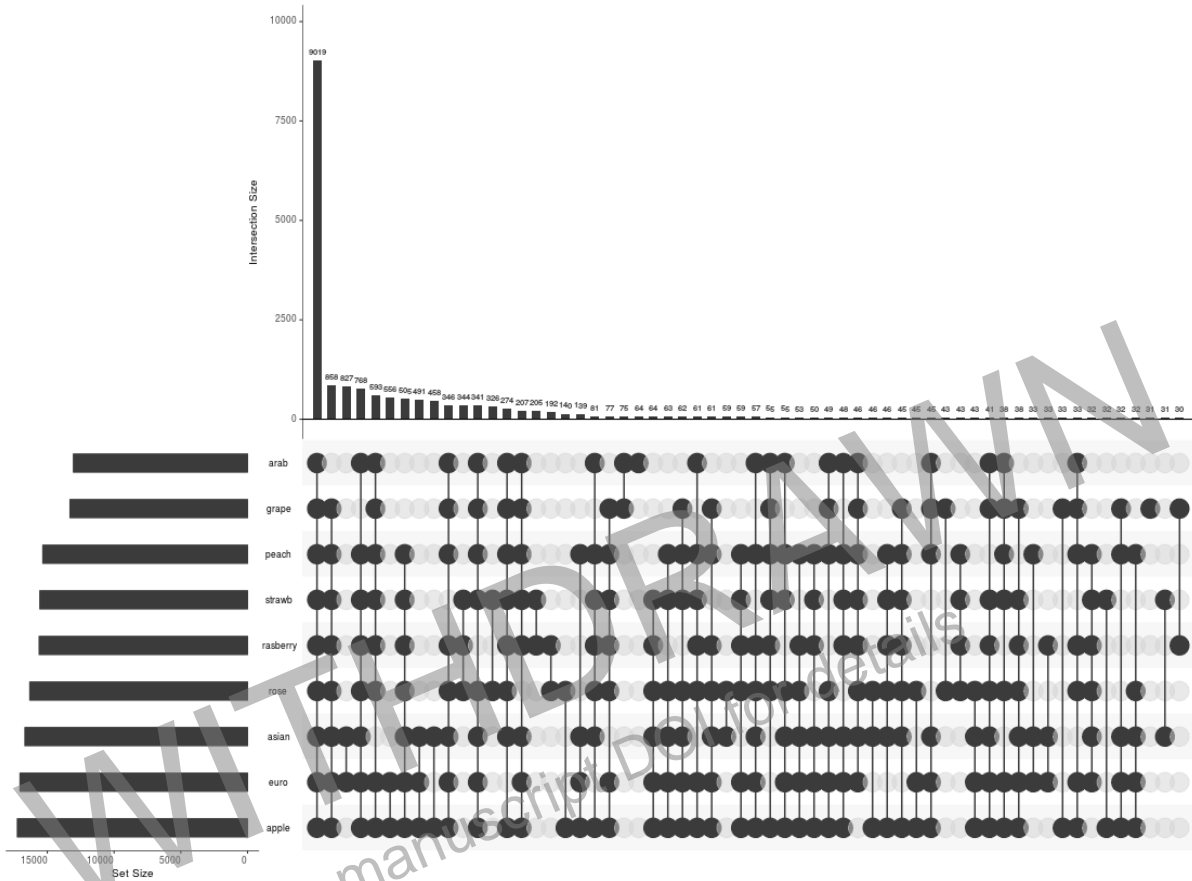 10000
9019
7500
Intersection Size
5000
2500
858 827 768 593 556 505 491 458 346 344 341 326 274 207 205 192 140 139 81 77 75 64 64 63 62 61 61 59 59 57 55 55 53 50 49 48 46 46 46 45 45 45 43 43 43 41 38 38 33 33 33 33 32 32 32 32 31 31 30
0
arab
grape
peach
strawb
rasberry
rose
asian
euro
apple
15000 10000 5000 0
Set Size
WITHDRAWN
manuscript DOI for details